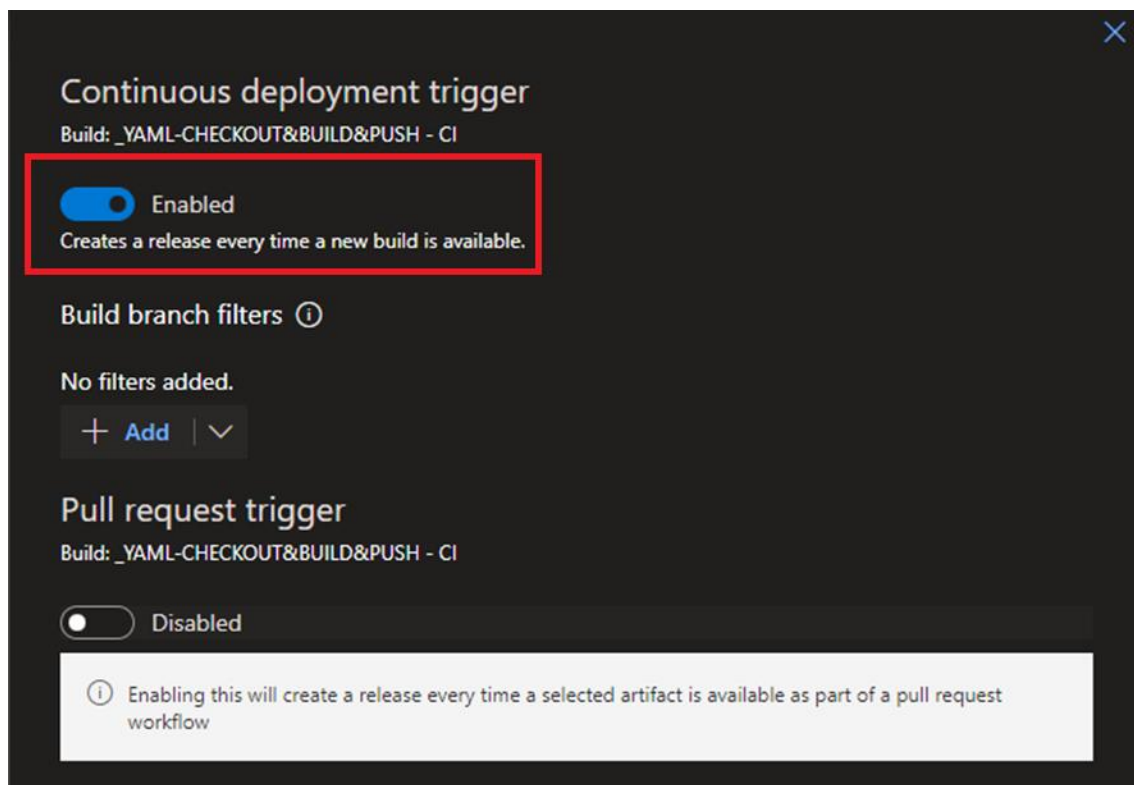 Continuous deployment trigger
Build: _YAML-CHECKOUT&BUILD&PUSH - CI
Enabled
Creates a release every time a new build is available.
Build branch filters
No filters added.
Add
Pull request trigger
Build: _YAML-CHECKOUT&BUILD&PUSH - CI
Disabled
Enabling this will create a release every time a selected artifact is available as part of a pull request
workflow